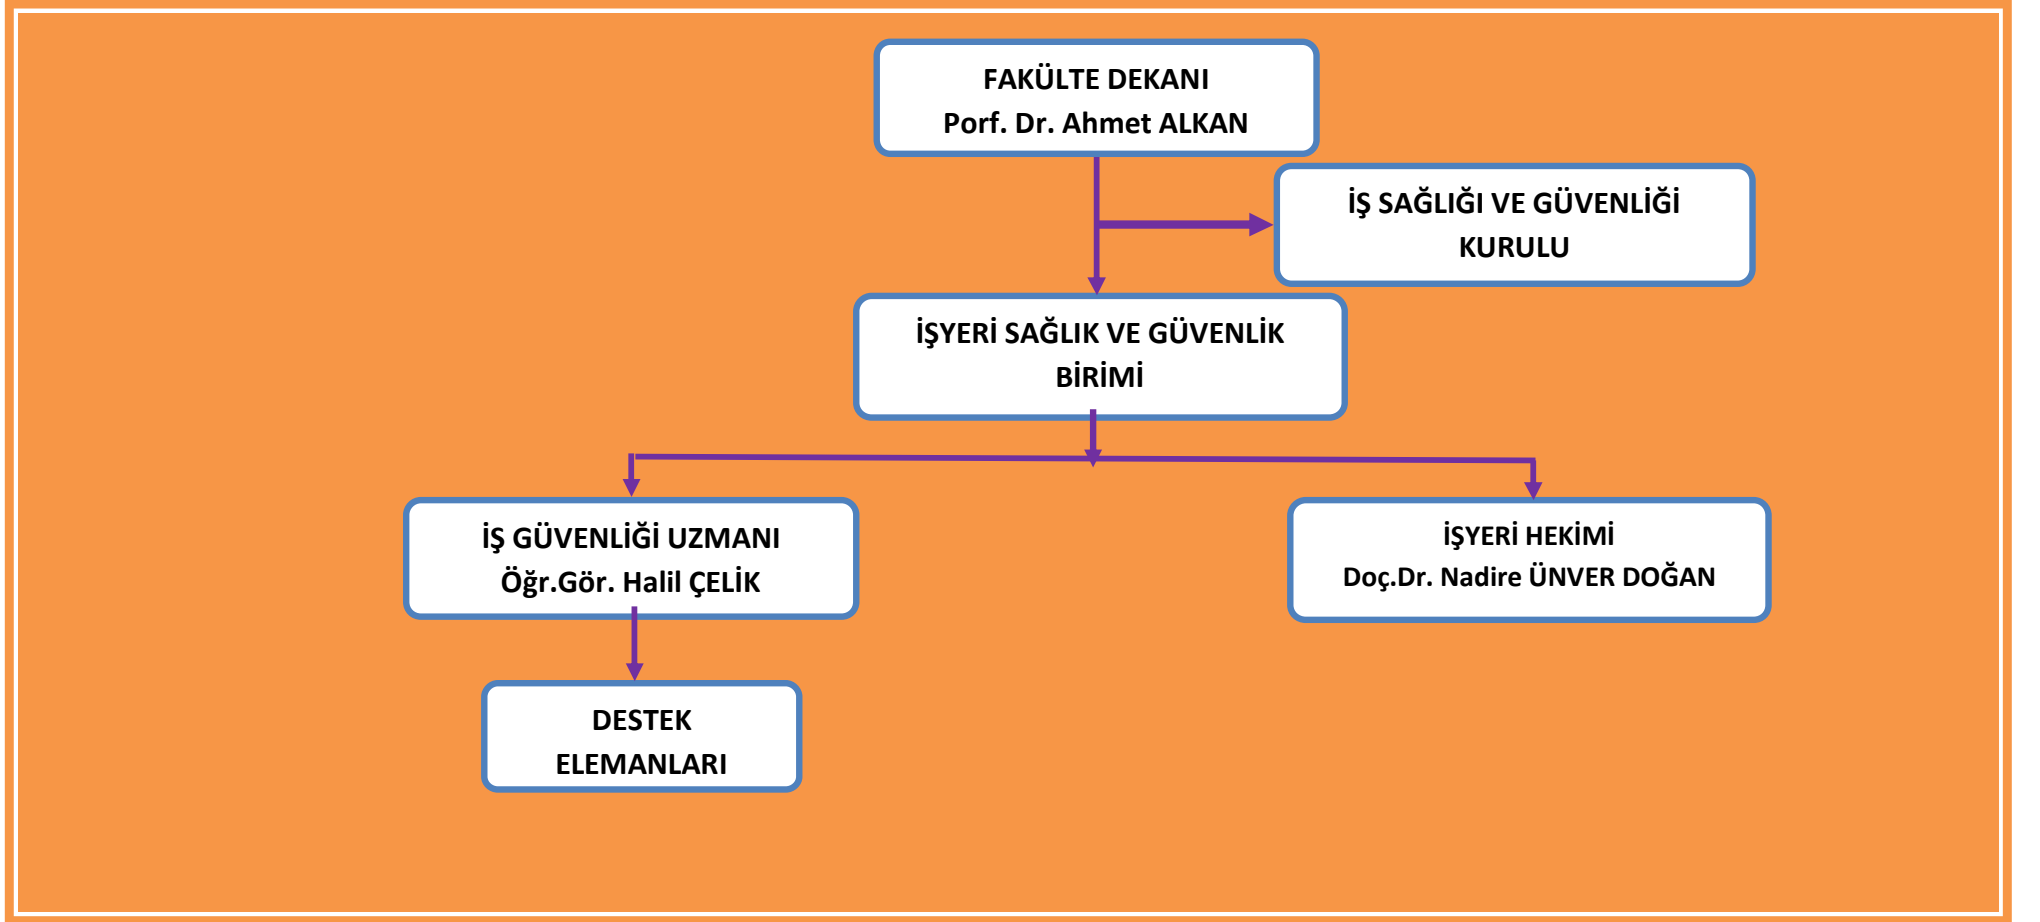 FAKÜLTE DEKANI
Porf. Dr. Ahmet ALKAN
İŞ SAĞLIĞI VE GÜVENLİĞİ
KURULU
İŞYERİ SAĞLIK VE GÜVENLİK
BİRİMİ
İŞ GÜVENLİĞİ UZMANI
Öğr.Gör. Halil ÇELİK
İŞYERİ HEKİMİ
Doç.Dr. Nadire ÜNVER DOĞAN
DESTEK
ELEMANLARI